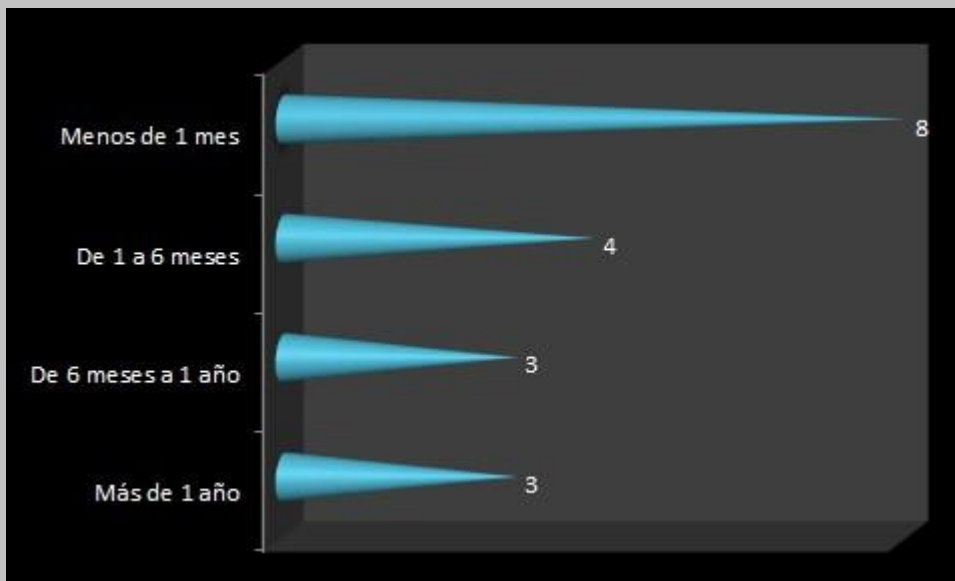 Menos de 1 mes
8
De 1 a 6 meses
4
De 6 meses a 1 año
3
Más de 1 año
3